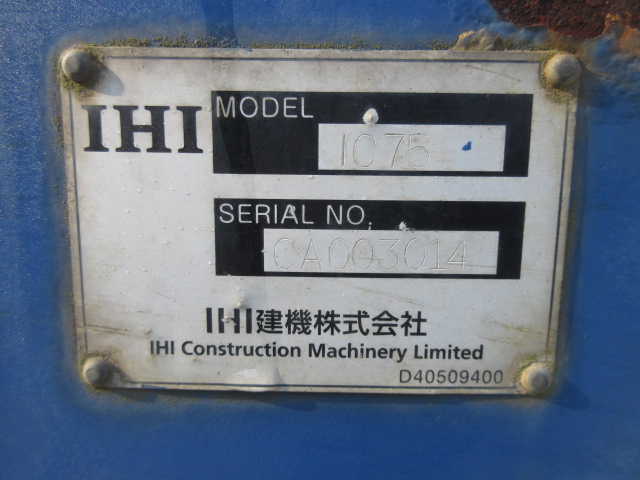 IHI
MODEL
IC75
SERIAL NO.
CA003014
IHI建機株式会社
IHI Construction Machinery Limited
D40509400